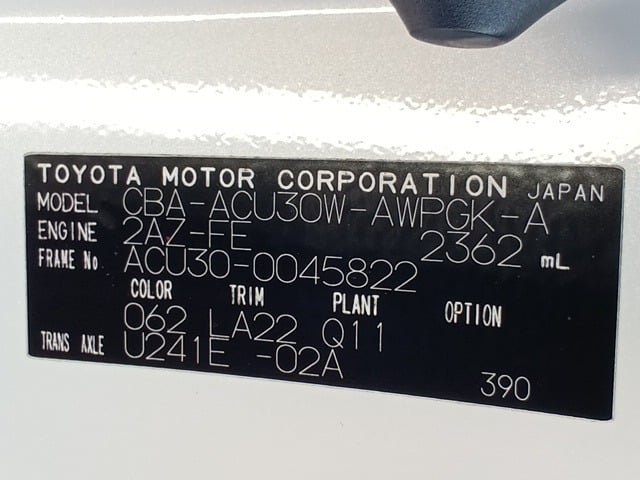 TOYOTA MOTOR CORPORATION JAPAN
MODEL CBA-ACU30W-AWPGK-A
ENGINE 2AZ-FE 2362 mL
FRAME No. ACU30-0045822
COLOR TRIM PLANT OPTION
062 LA22 Q11
TRANS AXLE U241E -02A
390